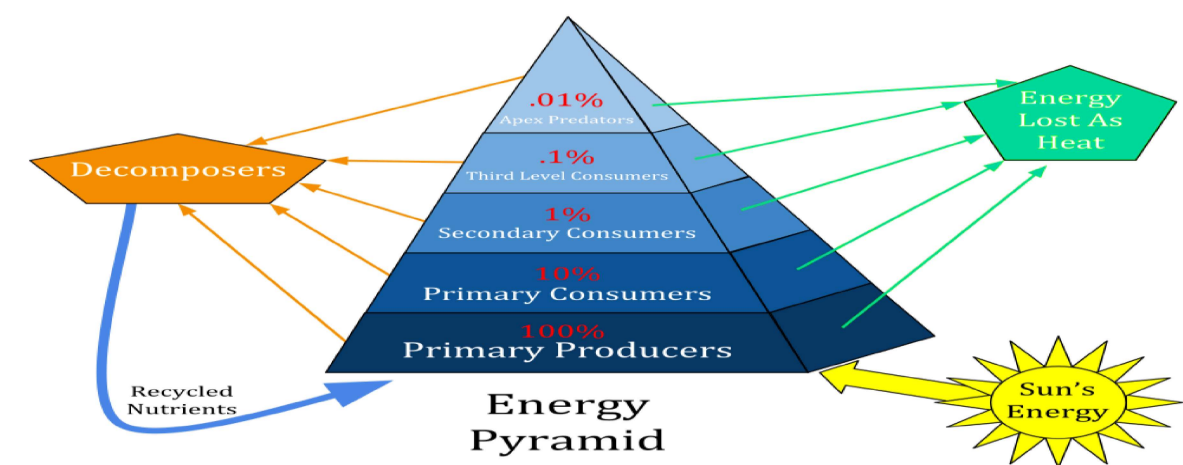 .01%
Apex Predators
.1%
Third Level Consumers
1%
Secondary Consumers
10%
Primary Consumers
100%
Primary Producers
Decomposers
Energy
Lost As
Heat
Recycled
Nutrients
Sun's
Energy
Energy
Pyramid